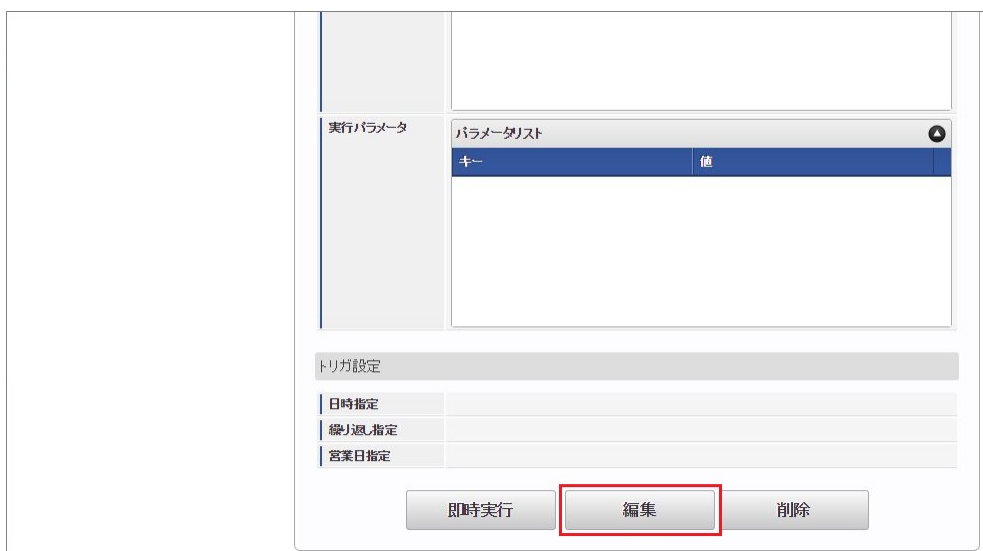 実行パラメータ
パラメータリスト
キー 値
トリガ設定
日時指定
繰り返し指定
営業日指定
即時実行 編集 削除